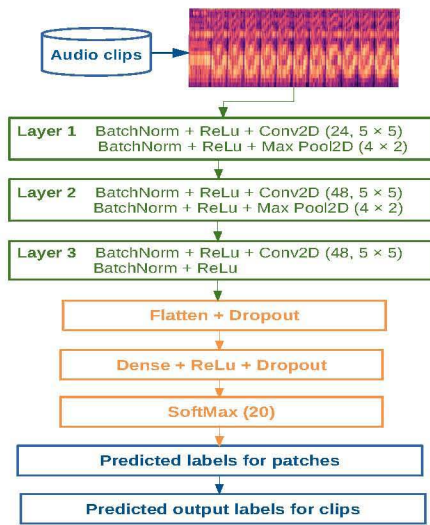 Audio clips
Layer 1 BatchNorm + ReLu + Conv2D (24, 5 × 5)
BatchNorm + ReLu + Max Pool2D (4 × 2)
Layer 2 BatchNorm + ReLu + Conv2D (48, 5 × 5)
BatchNorm + ReLu + Max Pool2D (4 × 2)
Layer 3 BatchNorm + ReLu + Conv2D (48, 5 × 5)
BatchNorm + ReLu
Flatten + Dropout
Dense + ReLu + Dropout
SoftMax (20)
Predicted labels for patches
Predicted output labels for clips